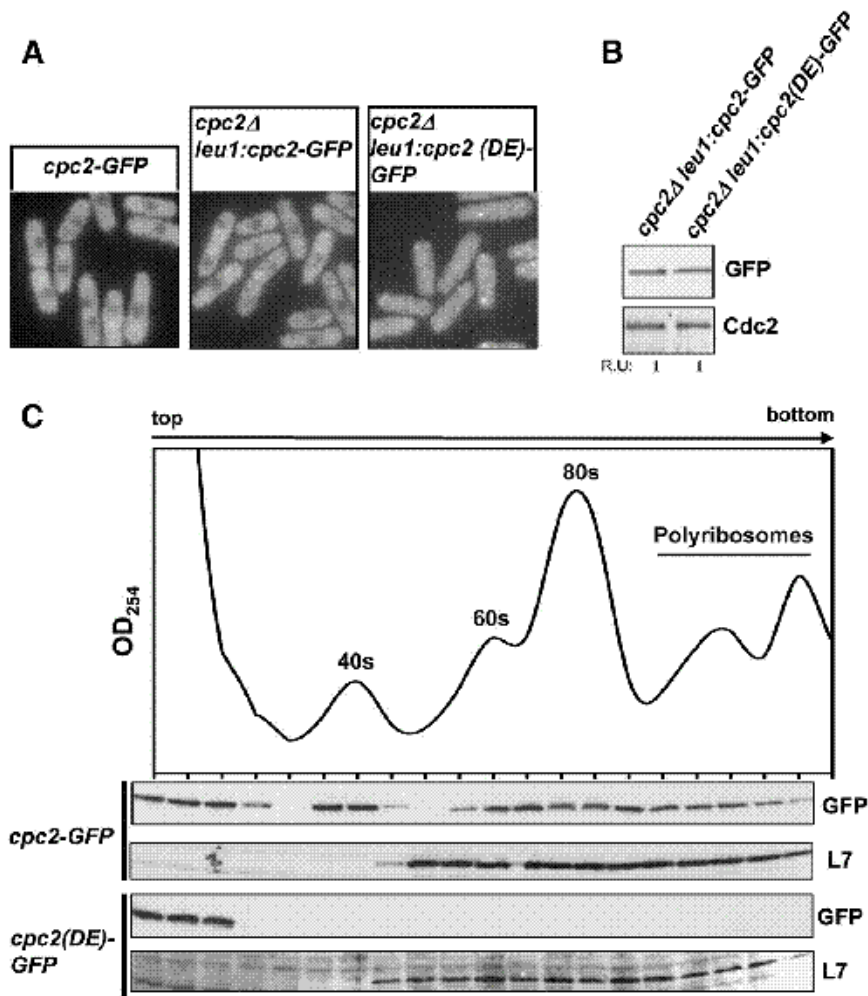 A
cpc2-GFP
cpc2Δ
leu1:cpc2-GFP
cpc2Δ
leu1:cpc2 (DE)-
GFP
B
cpc2Δ leu1:cpc2-GFP
cpc2Δ leu1:cpc2(DE)-GFP
GFP
Cdc2
R.U: 1 1
C
top
bottom
OD254
40s
60s
80s
Polyribosomes
cpc2-GFP
GFP
L7
cpc2(DE)-
GFP
GFP
L7